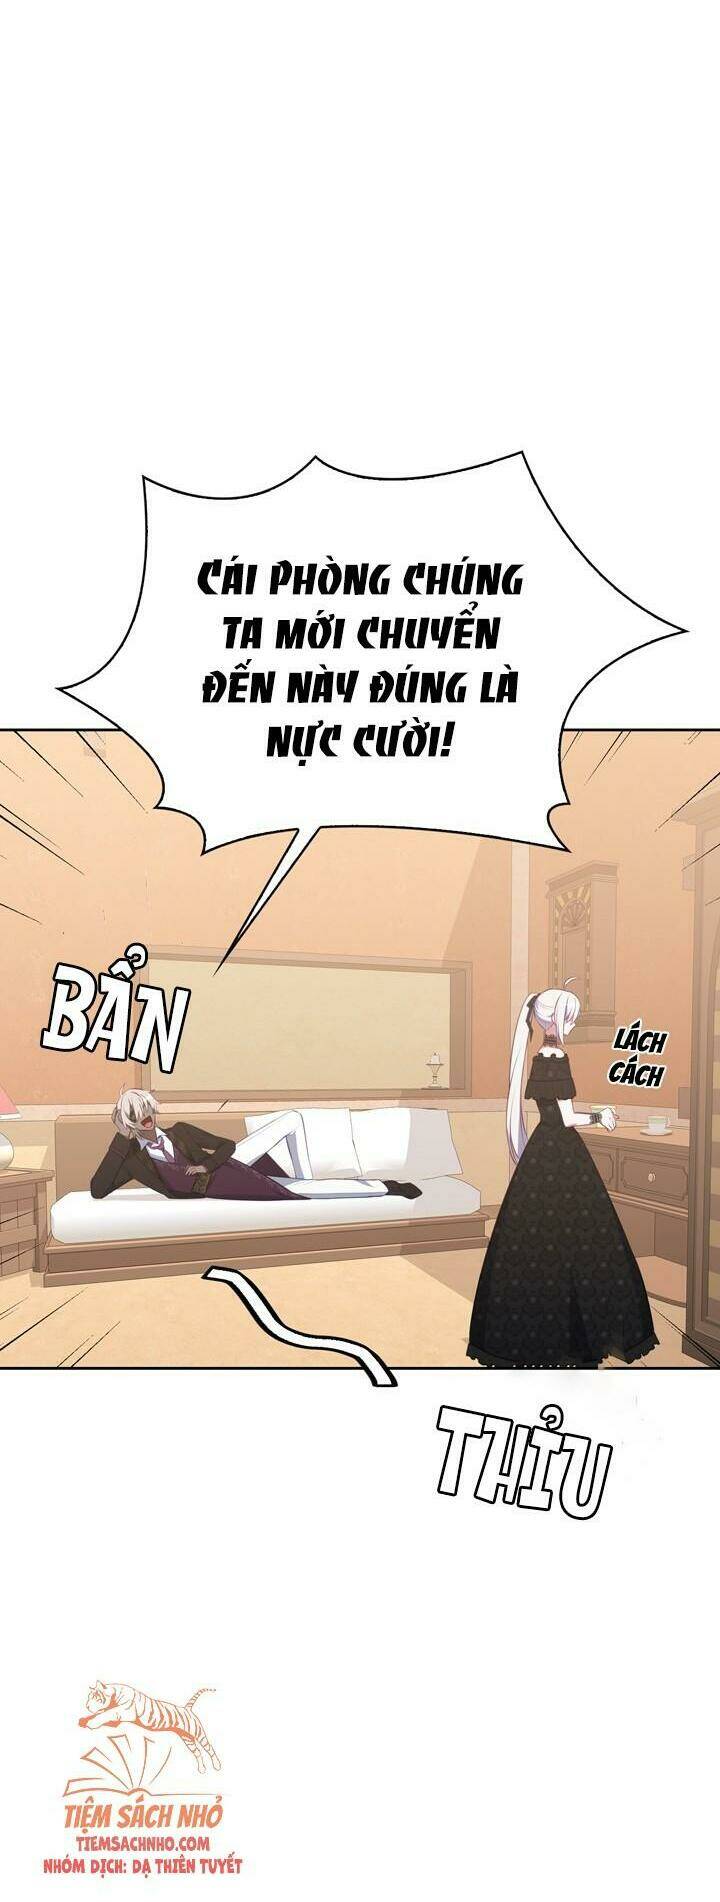 CÁI PHÒNG CHÚNG
TA MỚI CHUYỂN
ĐẾN NÀY ĐÚNG LÀ
NỰC CƯỜI!
BẨN
LÁCH
CÁCH
THỈU
TIỆM SÁCH NHỎ
TIEMSACHNHO.COM
NHÓM DỊCH: DẠ THIÊN TUYẾT